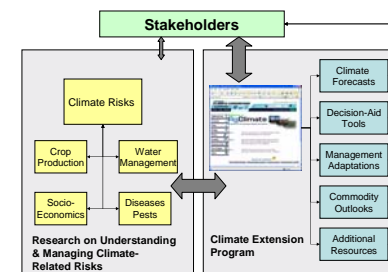 Stakeholders
Climate Risks
Crop
Production
Water
Management
Socio-
Economics
Diseases
Pests
Research on Understanding
& Managing Climate-
Related Risks
Climate
Climate Extension
Program
Climate
Forecasts
Decision-Aid
Tools
Management
Adaptations
Commodity
Outlooks
Additional
Resources